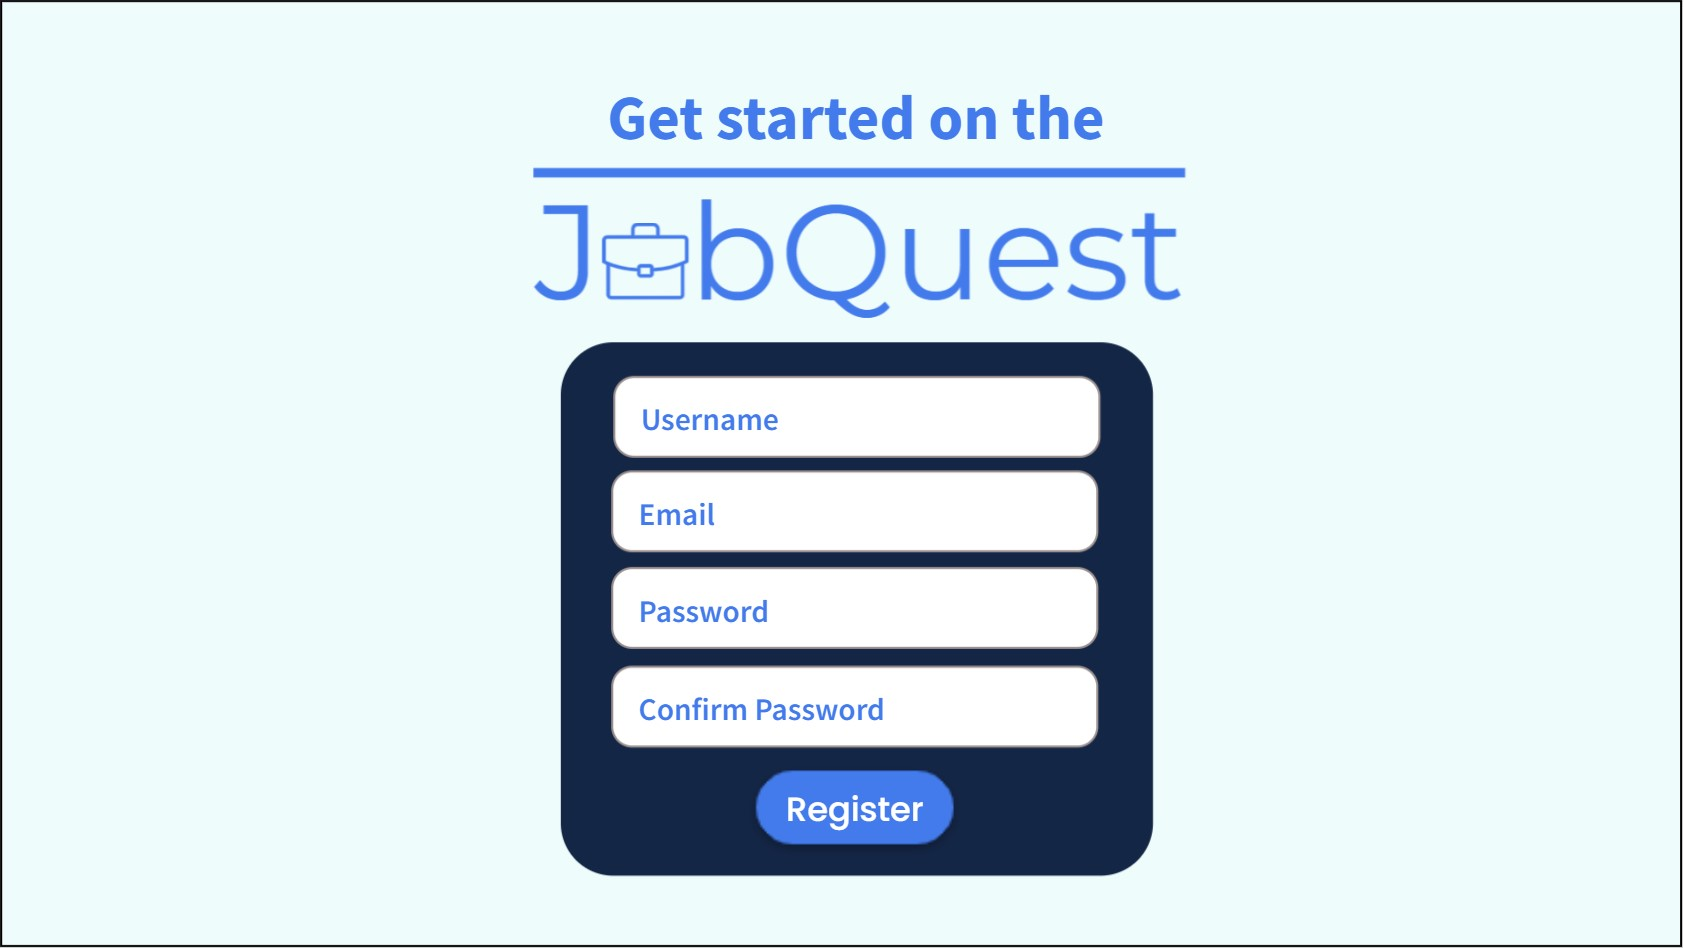 Get started on the
JobQuest
Username
Email
Password
Confirm Password
Register